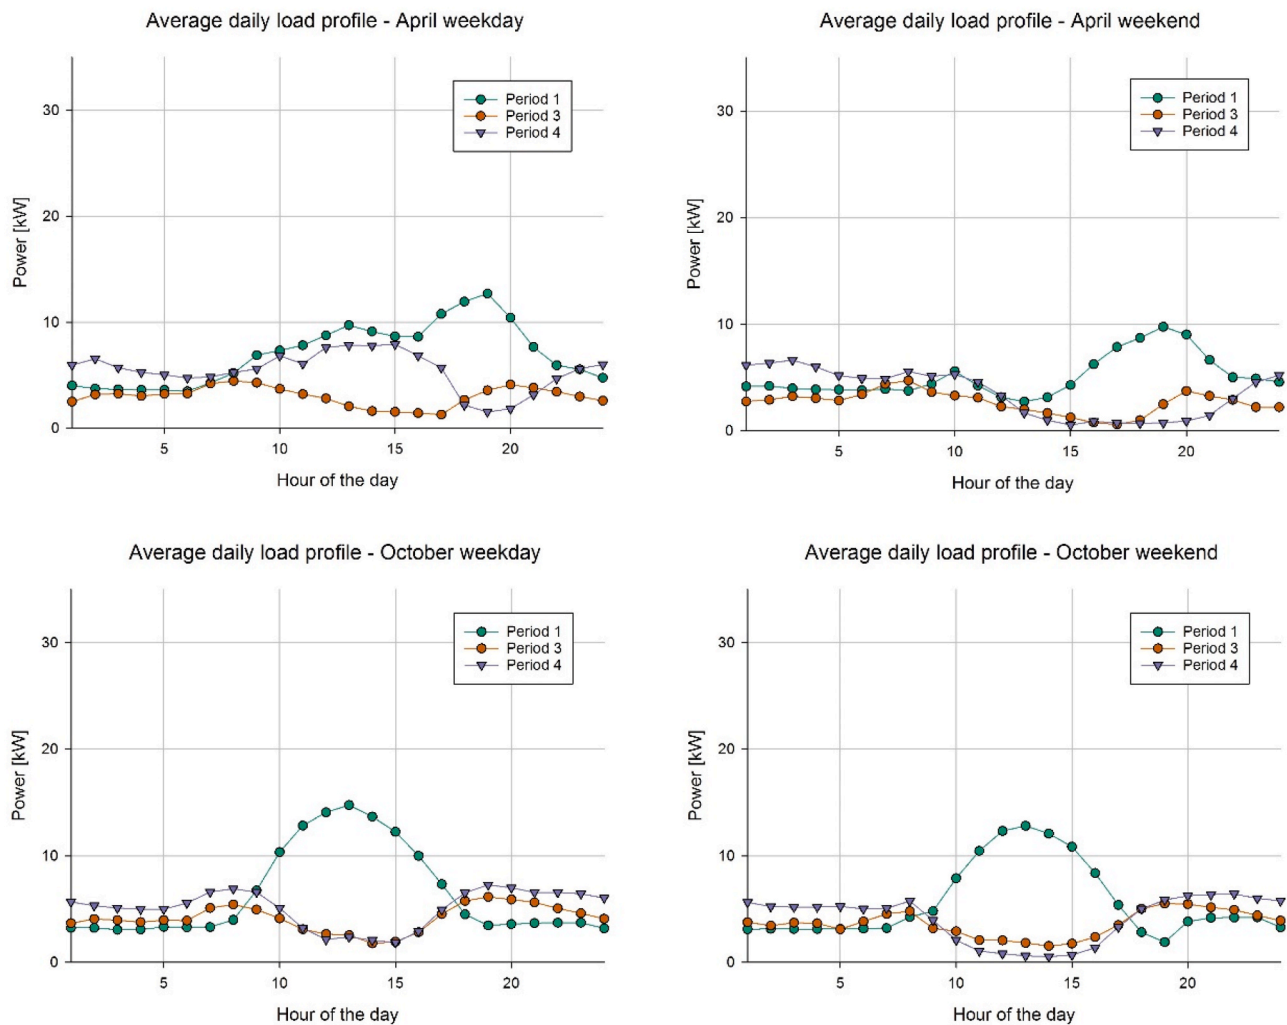 Average daily load profile - April weekday
30
20
10
0
Power [kW]
Period 1
Period 3
Period 4
5
10
15
20
Hour of the day
Average daily load profile - April weekend
30
20
10
0
Power [kW]
Period 1
Period 3
Period 4
5
10
15
20
Hour of the day
Average daily load profile - October weekday
30
20
10
0
Power [kW]
Period 1
Period 3
Period 4
5
10
15
20
Hour of the day
Average daily load profile - October weekend
30
20
10
0
Power [kW]
Period 1
Period 3
Period 4
5
10
15
20
Hour of the day